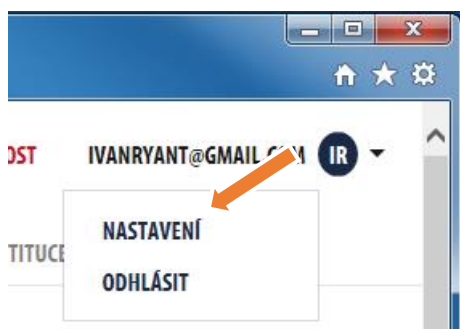 OST IVANRYANT@GMAIL.COM IR
NASTAVENÍ
TITUCE
ODHLÁSIT